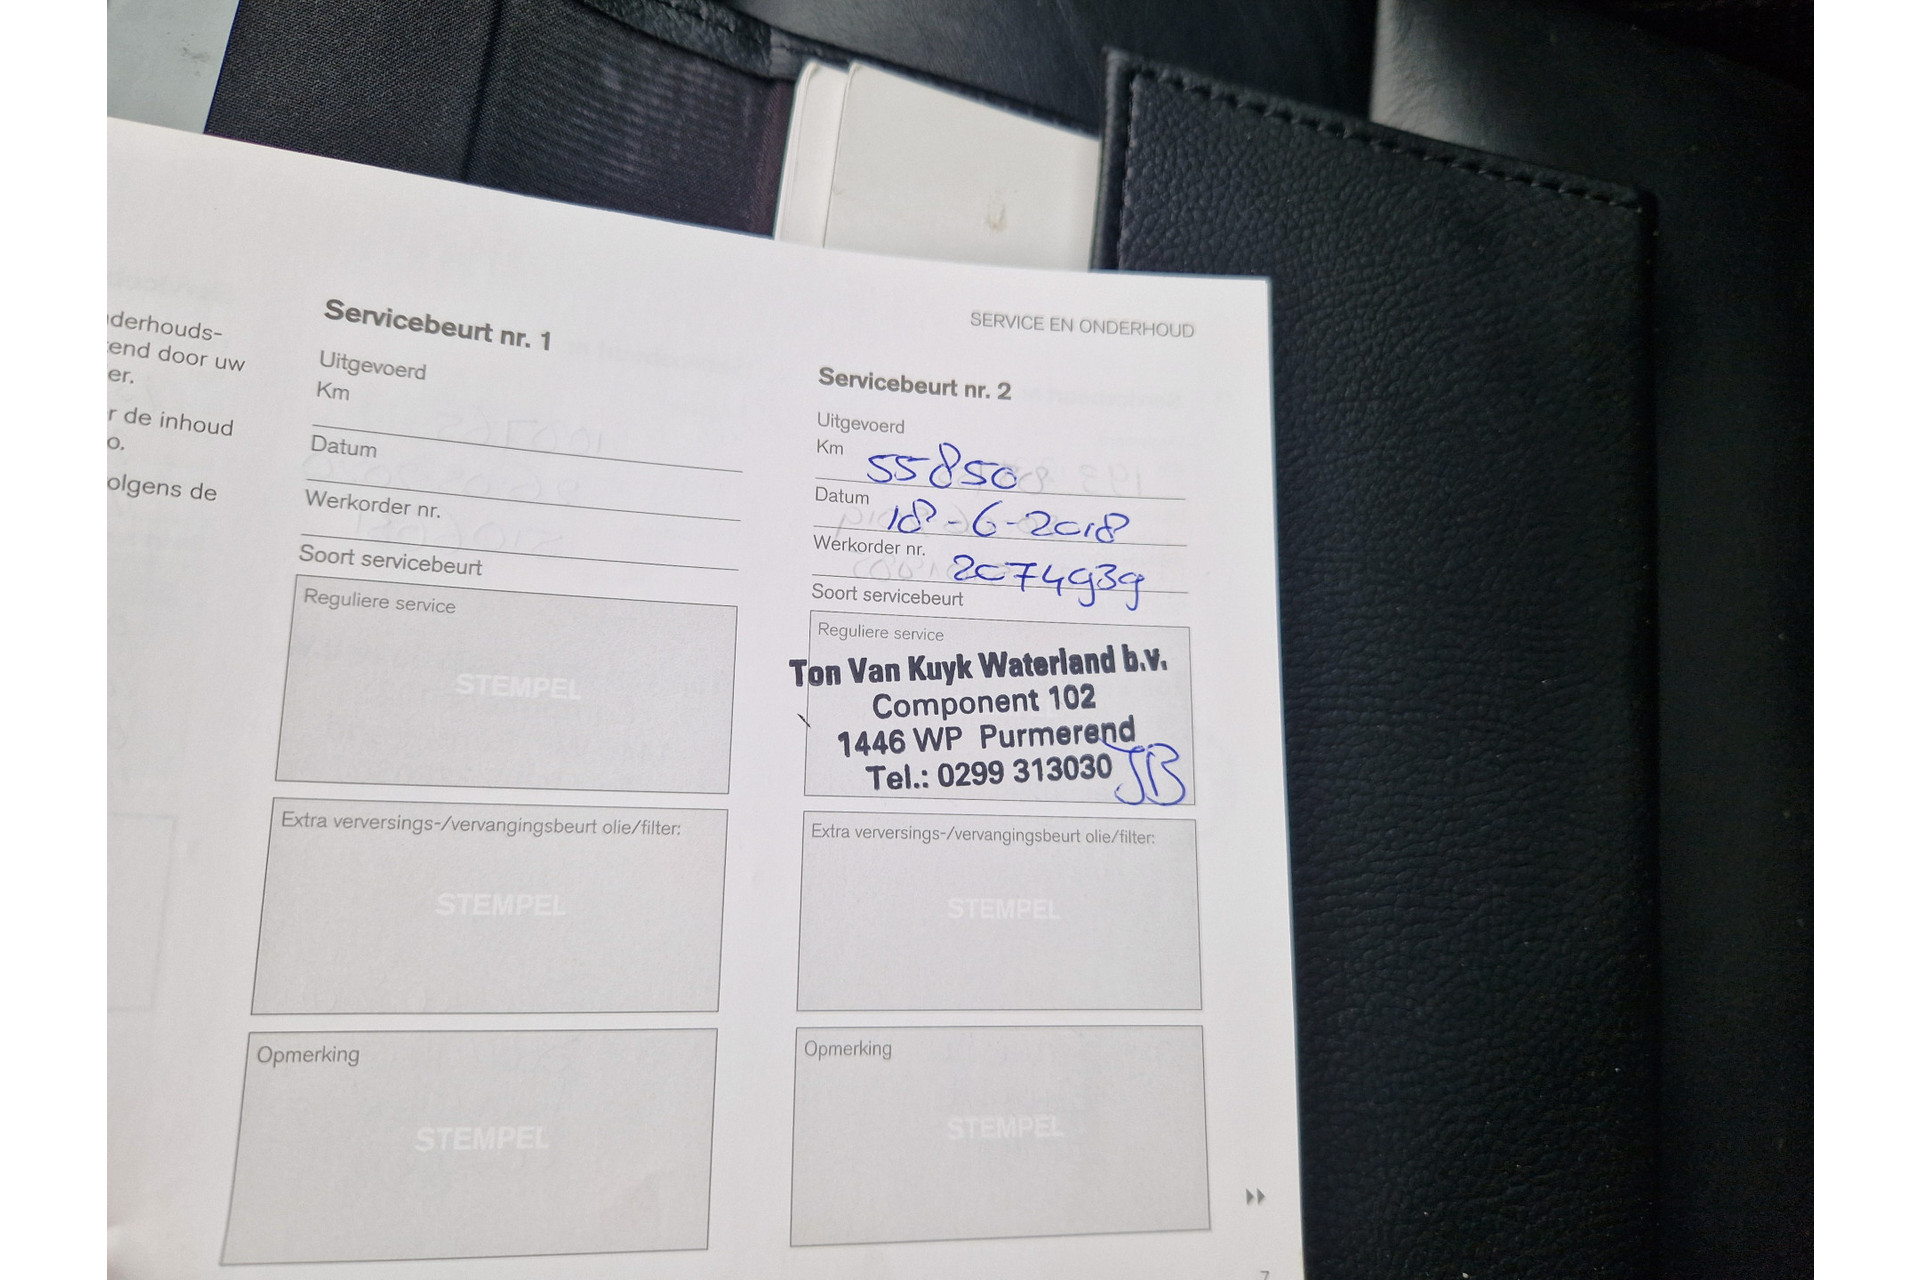 derhouds-
end door uw
er.
r de inhoud
o.
olgens de
Servicebeurt nr. 1
Uitgevoerd
Km
Datum
Werkorder nr.
Soort servicebeurt
Reguliere service
STEMPEL
Extra verversings-/vervangingsbeurt olie/filter:
STEMPEL
Opmerking
STEMPEL
SERVICE EN ONDERHOUD
Servicebeurt nr. 2
Uitgevoerd
Km 55850
Datum 18-6-2018
Werkorder nr. 2074939
Soort servicebeurt
Reguliere service
Ton Van Kuyk Waterland b.v.
Component 102
1446 WP Purmerend
Tel.: 0299 313030 JB
Extra verversings-/vervangingsbeurt olie/filter:
STEMPEL
Opmerking
STEMPEL
7